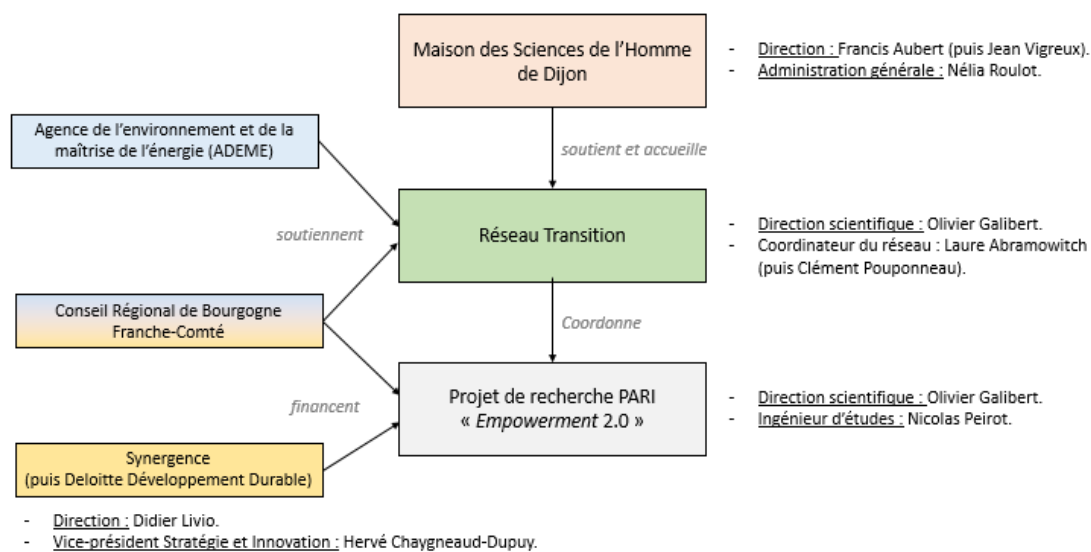 Maison des Sciences de l'Homme
de Dijon
- Direction : Francis Aubert (puis Jean Vigreux).
- Administration générale : Nélia Roulot.
Agence de l'environnement et de la
maîtrise de l'énergie (ADEME)
soutient et accueille
soutiennent
Réseau Transition
- Direction scientifique : Olivier Galibert.
- Coordinateur du réseau : Laure Abramowitch
(puis Clément Pouponneau).
Conseil Régional de Bourgogne
Franche-Comté
Coordonne
financent
Projet de recherche PARI
« Empowerment 2.0 »
- Direction scientifique : Olivier Galibert.
- Ingénieur d'études : Nicolas Peirot.
Synergence
(puis Deloitte Développement Durable)
- Direction : Didier Livio.
- Vice-président Stratégie et Innovation : Hervé Chaygneaud-Dupuy.